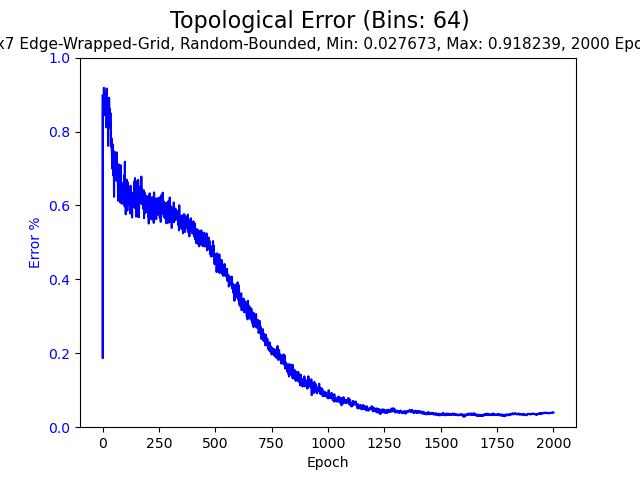 Topological Error (Bins: 64)
x7 Edge-Wrapped-Grid, Random-Bounded, Min: 0.027673, Max: 0.918239, 2000 Epo
1.0
0.8
0.6
0.4
0.2
0.0
Error %
0 250 500 750 1000 1250 1500 1750 2000
Epoch